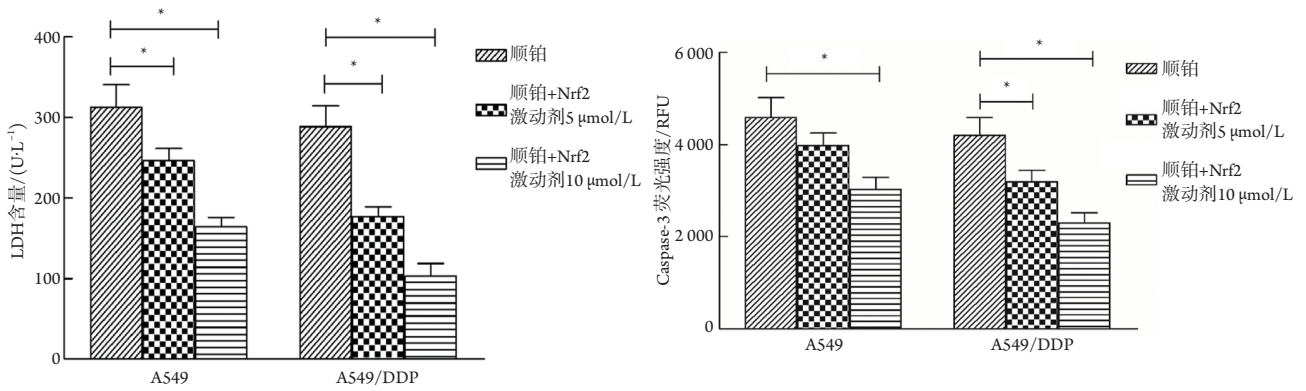 LDH含量/(U·L⁻¹)
400
300
200
100
0
*
*
*
*
A549
A549/DDP
顺铂
顺铂+Nrf2
激动剂5 μmol/L
顺铂+Nrf2
激动剂10 μmol/L
Caspase-3 荧光强度/RFU
6 000
4 000
2 000
0
*
*
*
A549
A549/DDP
顺铂
顺铂+Nrf2
激动剂5 μmol/L
顺铂+Nrf2
激动剂10 μmol/L